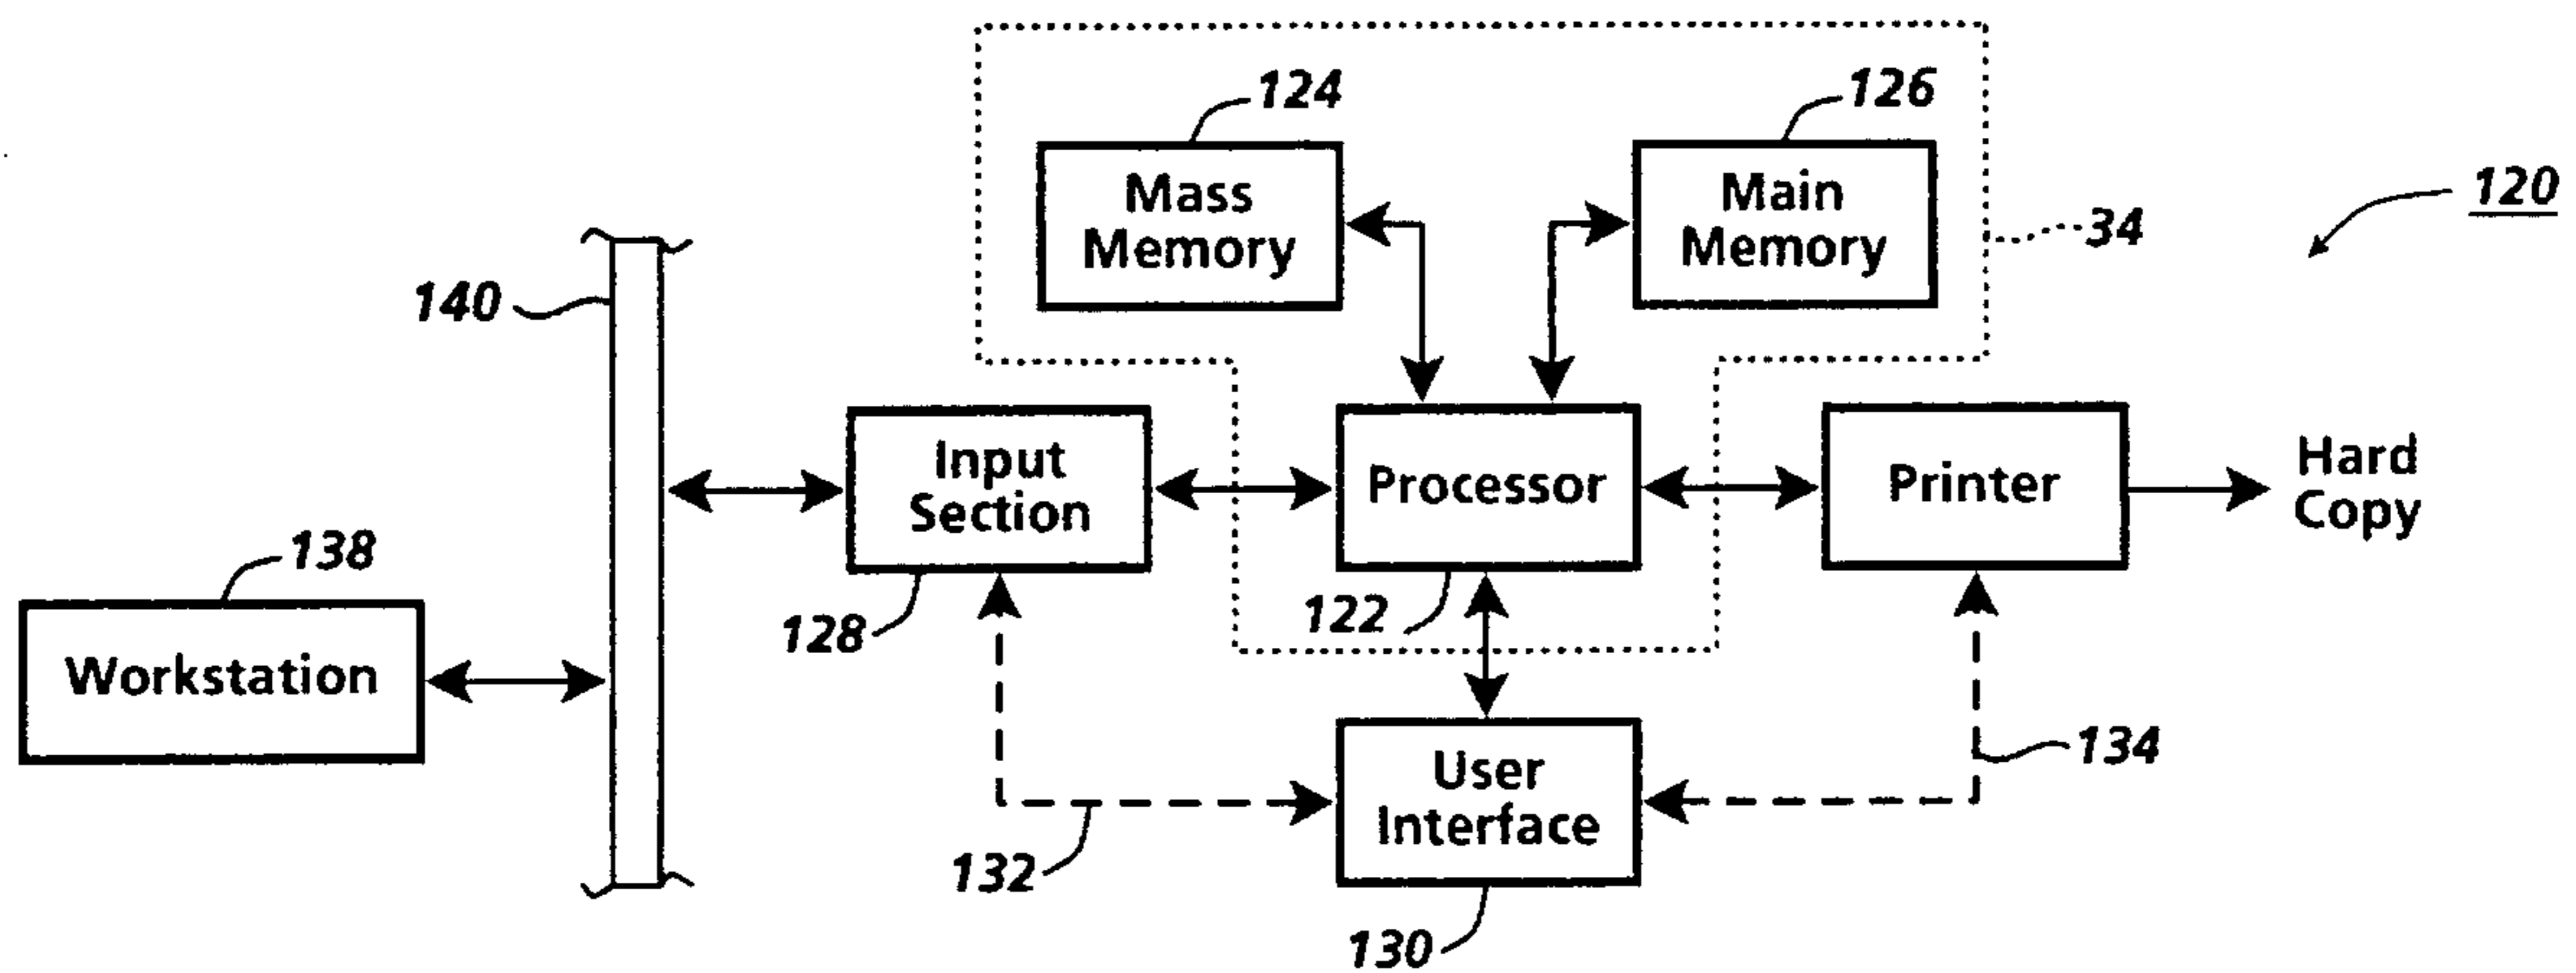 124
126
Mass
Memory
Main
Memory
120
34
140
Input
Section
Processor
Printer
Hard
Copy
138
128
122
Workstation
134
User
Interface
132
130